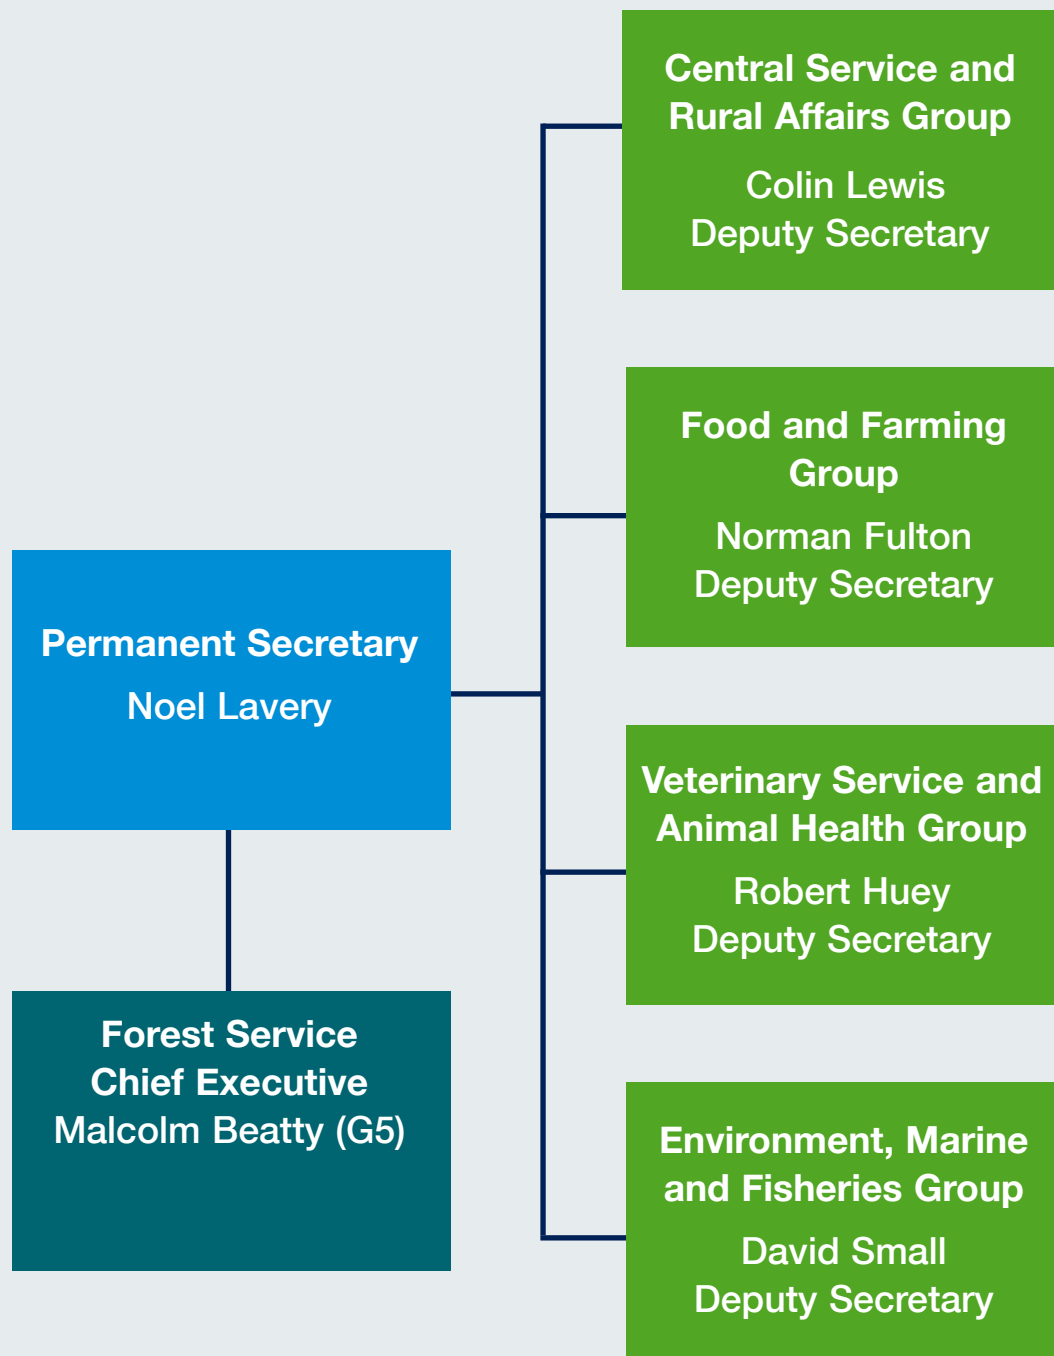 Central Service and
Rural Affairs Group
Colin Lewis
Deputy Secretary
Food and Farming
Group
Norman Fulton
Deputy Secretary
Permanent Secretary
Noel Lavery
Veterinary Service and
Animal Health Group
Robert Huey
Deputy Secretary
Forest Service
Chief Executive
Malcolm Beatty (G5)
Environment, Marine
and Fisheries Group
David Small
Deputy Secretary